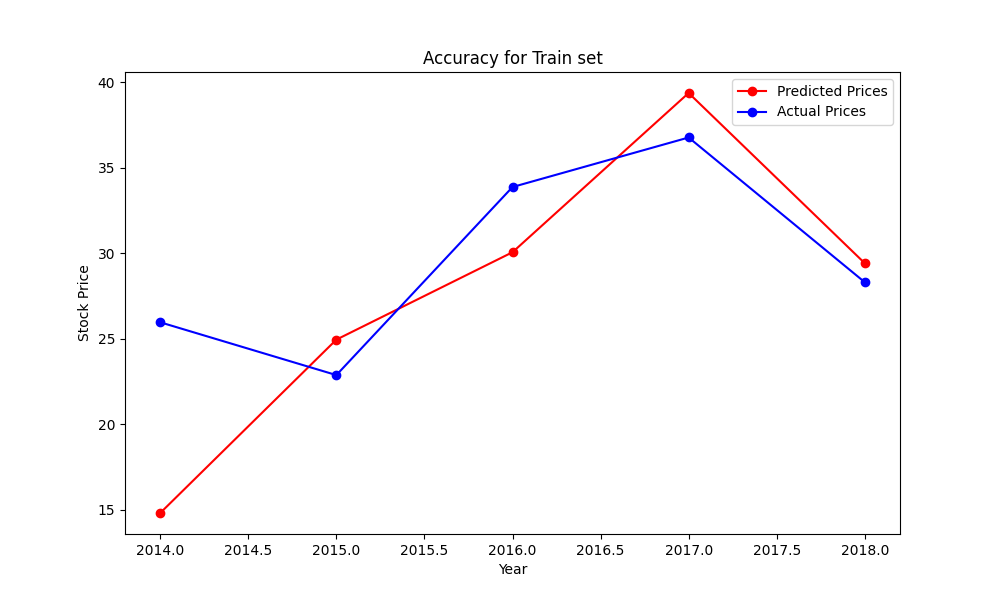 Accuracy for Train set
Predicted Prices
Actual Prices
40
35
30
25
20
15
Stock Price
2014.0 2014.5 2015.0 2015.5 2016.0 2016.5 2017.0 2017.5 2018.0
Year